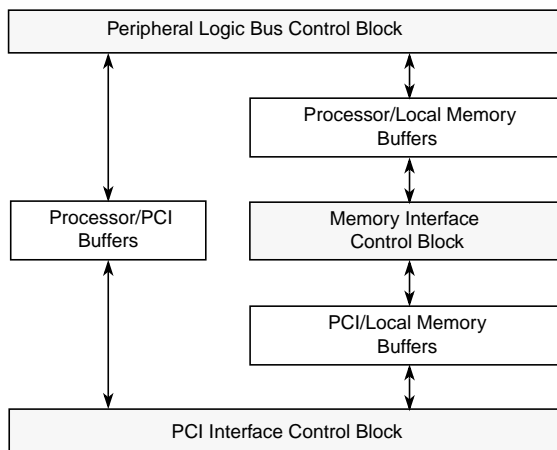 Peripheral Logic Bus Control Block
Processor/Local Memory
Buffers
Processor/PCI
Buffers
Memory Interface
Control Block
PCI/Local Memory
Buffers
PCI Interface Control Block